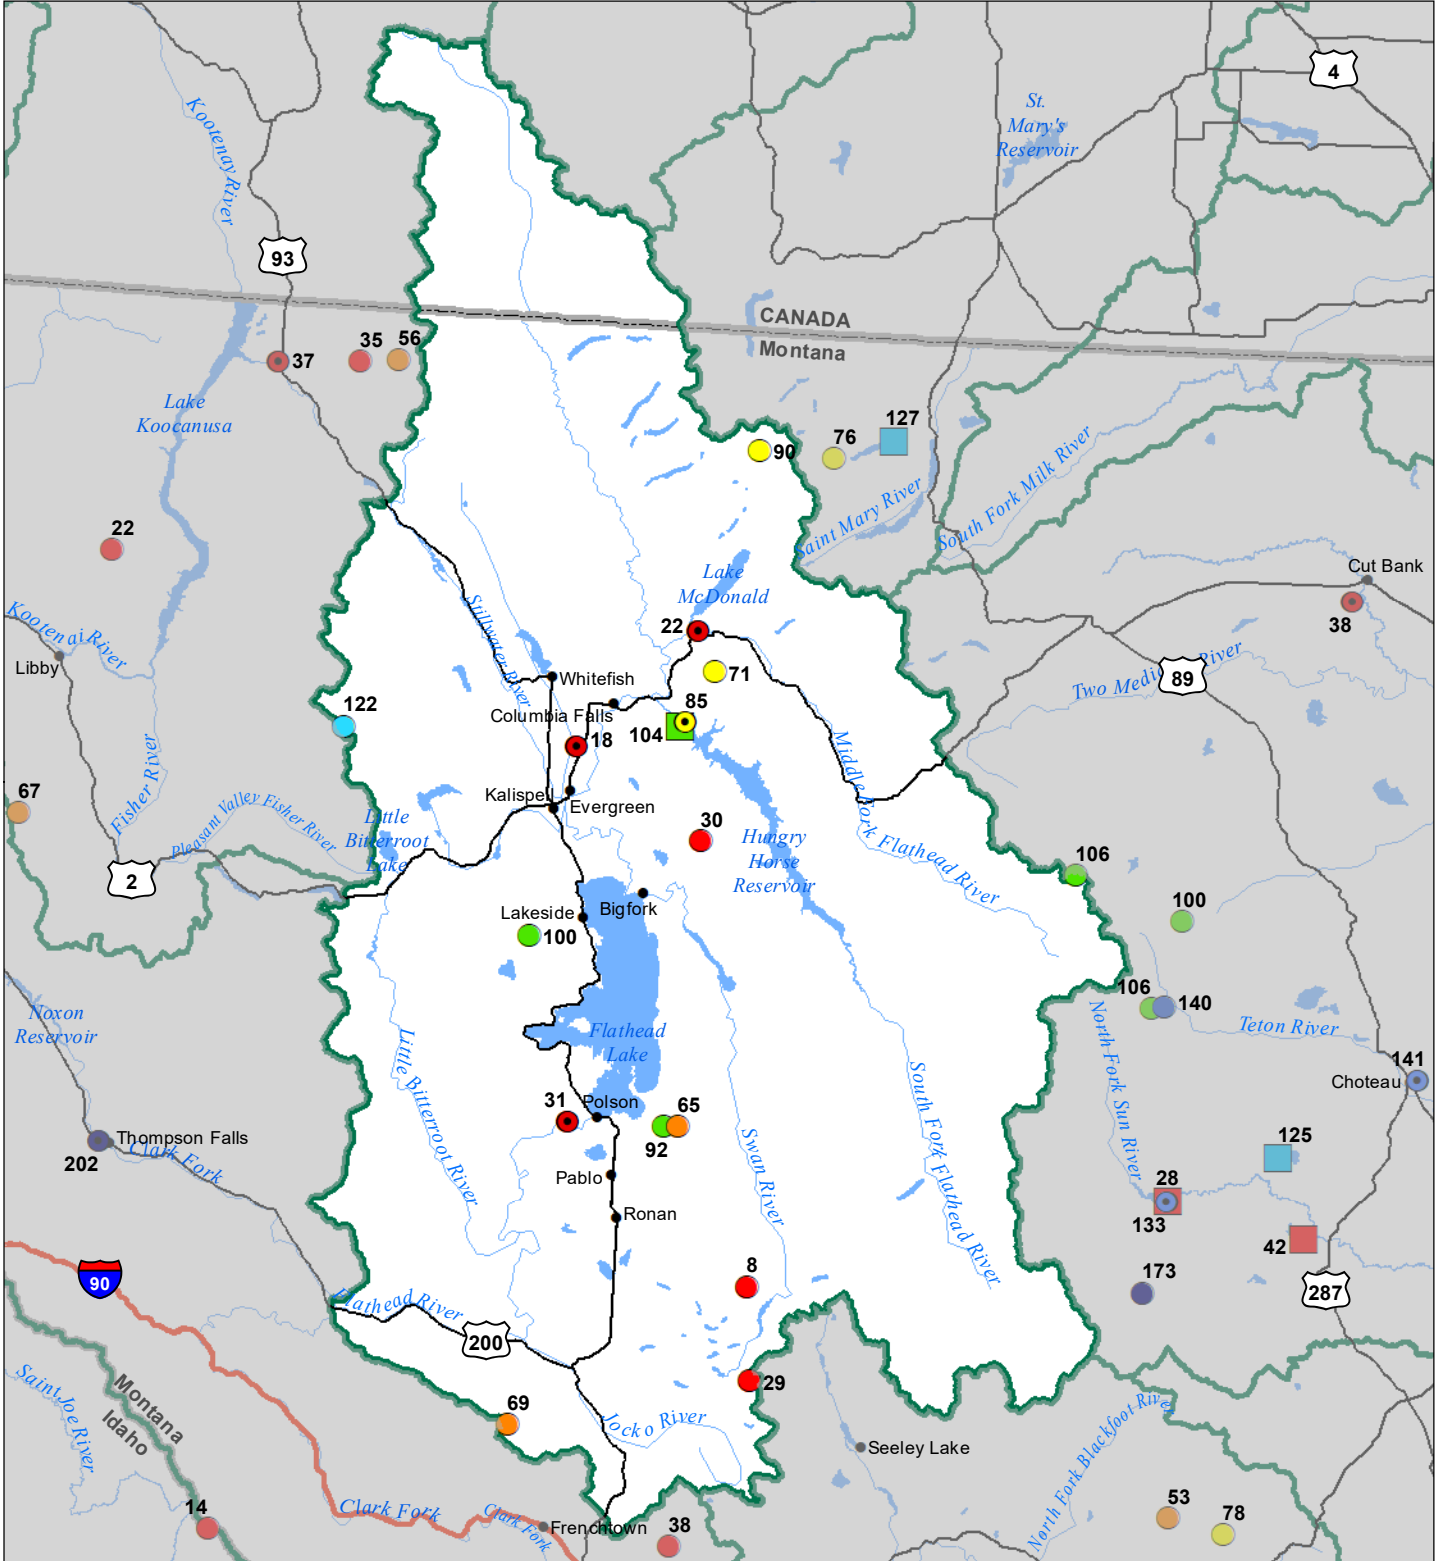 4
St.
Mary's
Reservoir
Kootenay River
93
CANADA
Montana
37
35
56
Lake
Koocanusa
90
76
127
Saint Mary River
South Fork Milk River
22
Cut Bank
38
Lake
McDonald
22
Kootenai River
Libby
Stillwater River
Whitefish
71
Two Medicine River
89
122
Columbia Falls
18
85
104
Middle Fork Flathead River
67
Fisher River
Pleasant Valley Fisher River
2
Little
Bitterroot
Lake
Kalispell
Evergreen
30
Hungry
Horse
Reservoir
106
100
Lakeside
Bigfork
100
106
140
Noxon
Reservoir
Flathead
Lake
Little Bitterroot River
North Fork Sun River
Teton River
141
Choteau
31
Polson
65
92
South Fork Flathead River
Swan River
Thompson Falls
202
Clark Fork
Pablo
Ronan
125
28
133
42
173
287
8
90
Flathead River
200
29
69
Jocko River
Saint Joe River
Montana
Idaho
Seeley Lake
North Fork Blackfoot River
14
Clark Fork
Clark Fork
Frenchtown
38
53
78